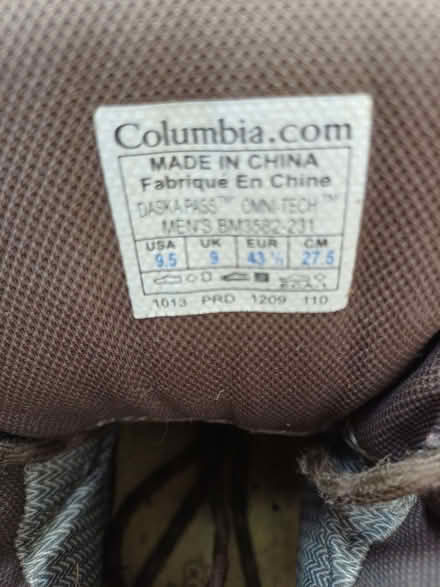 Columbia.com
MADE IN CHINA
Fabriqué En Chine
DASKA PASS™ OMNI-TECH™
MEN'S BM3582-231
USA UK EUR CM
9.5 9 43 ½ 27.5
1013 PRD 1209 110